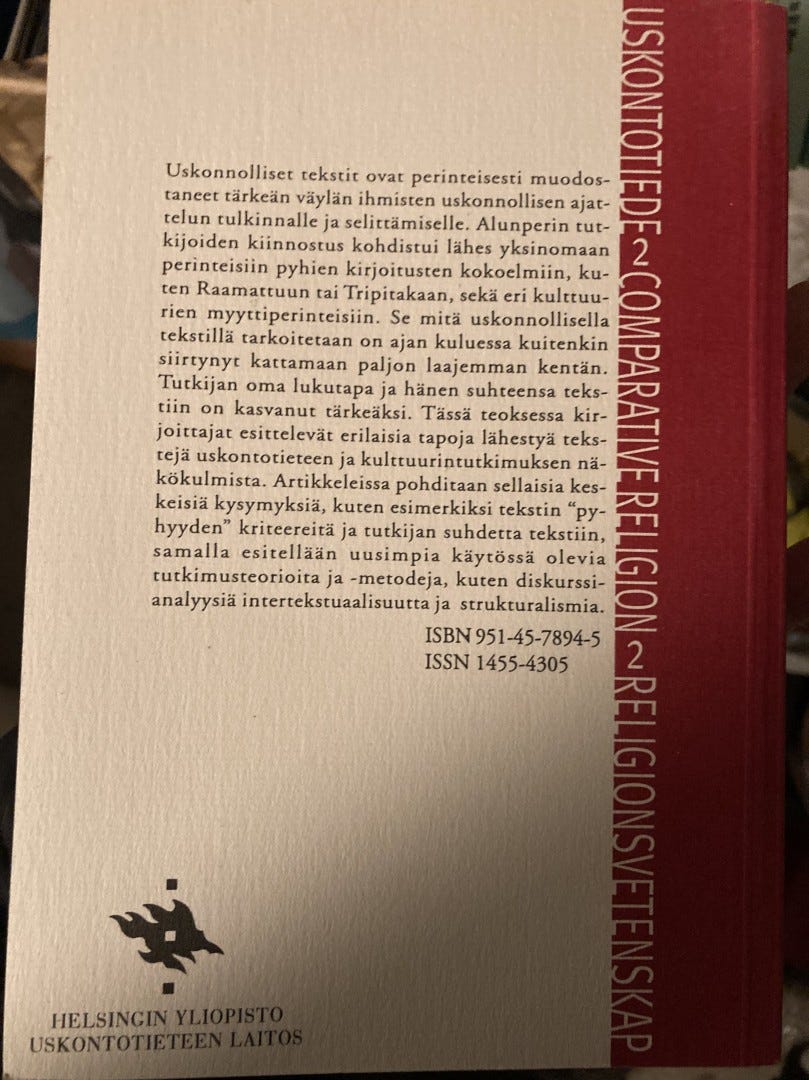 Uskonnolliset tekstit ovat perinteisesti muodos-
taneet tärkeän väylän ihmisten uskonnollisen ajat-
telun tulkinnalle ja selittämiselle. Alunperin tut-
kijoiden kiinnostus kohdistui lähes yksinomaan
perinteisiin pyhien kirjoitusten kokoelmiin, ku-
ten Raamattuun tai Tripitakaan, sekä eri kulttuu-
rien myyttiperinteisiin. Se mitä uskonnollisella
tekstillä tarkoitetaan on ajan kuluessa kuitenkin
siirtynyt kattamaan paljon laajemman kentän.
Tutkijan oma lukutapa ja hänen suhteensa teks-
tiin on kasvanut tärkeäksi. Tässä teoksessa kir-
joittajat esittelevät erilaisia tapoja lähestyä teks-
tejä uskontotieteen ja kulttuurintutkimuksen nä-
kökulmista. Artikkeleissa pohditaan sellaisia kes-
keisiä kysymyksiä, kuten esimerkiksi tekstin “py-
hyyden” kriteereitä ja tutkijan suhdetta tekstiin,
samalla esitellään uusimpia käytössä olevia
tutkimusteorioita ja -metodeja, kuten diskurssi-
analyysiä intertekstuaalisuutta ja strukturalismia.
ISBN 951-45-7894-5
ISSN 1455-4305
HELSINGIN YLIOPISTO
USKONTOTIETEEN LAITOS
USKONTOTIEDE 2 COMPARATIVE RELIGION 2 RELIGIONSVETENSKAP